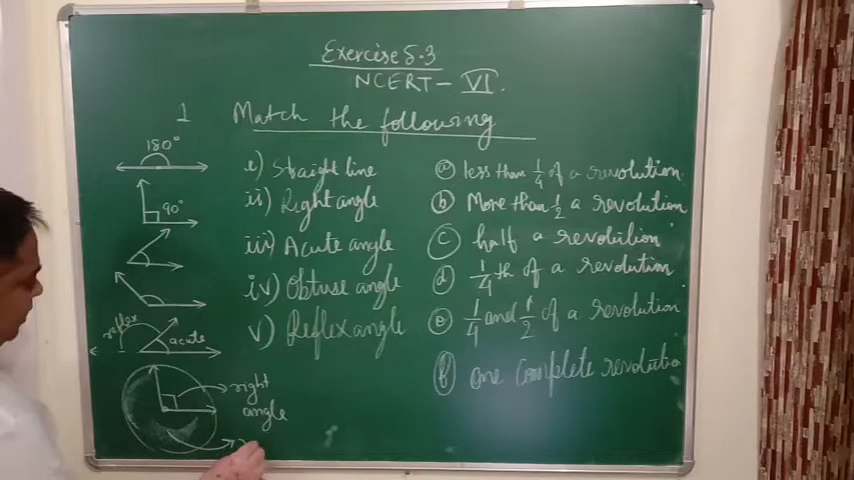 Exercise 5.3
NCERT - VI.
1 Match the following
180°
i) Straight line
(a) less than 1/4 of a revolution
90°
ii) Right angle
(b) More than 1/2 a revolution
iii) Acute angle
(c) half a revolution
iv) Obtuse angle
(d) 1/4 th of a revolution
reflex
acute
v) Reflex angle
(e) 1/4 and 1/2 of a revolution
right
angle
(f) one complete revolution